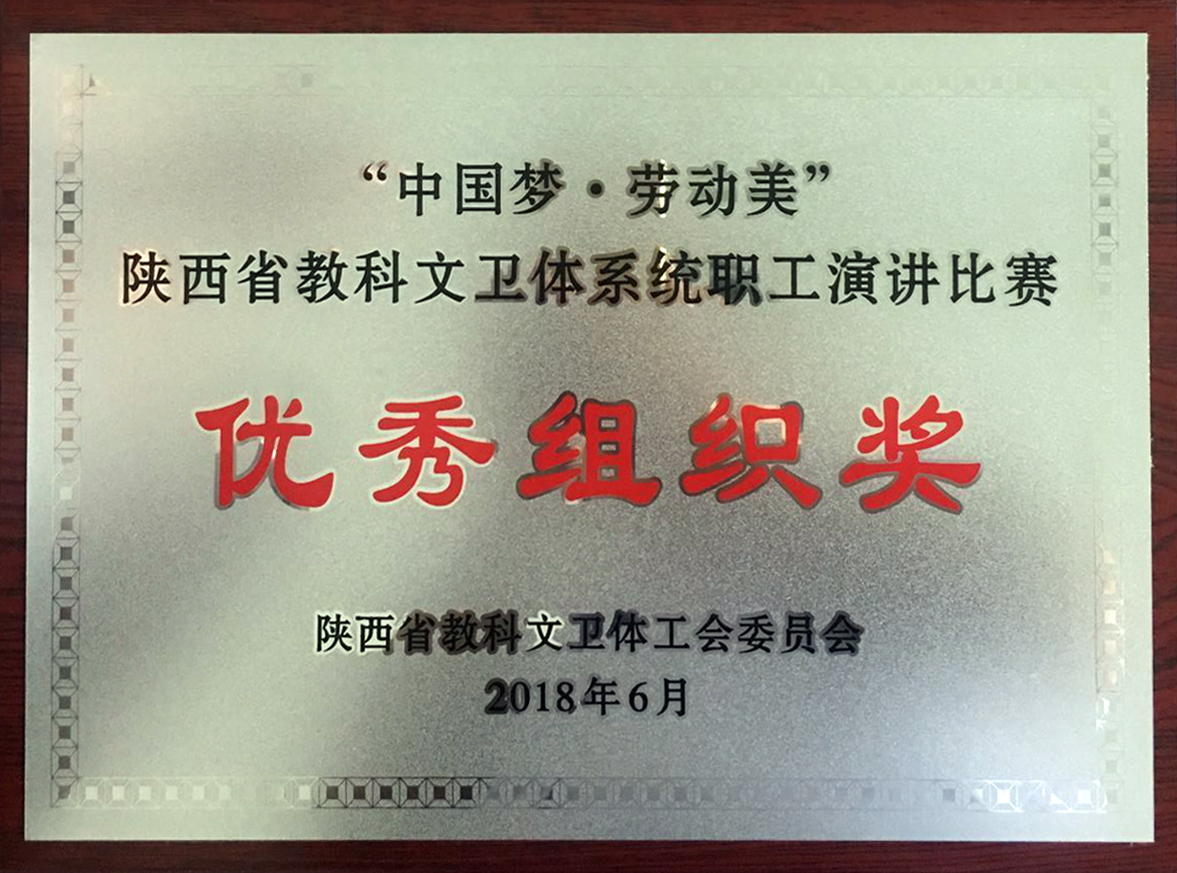 “中国梦·劳动美”
陕西省教科文卫体系统职工演讲比赛
优秀组织奖
陕西省教科文卫体工会委员会
2018年6月